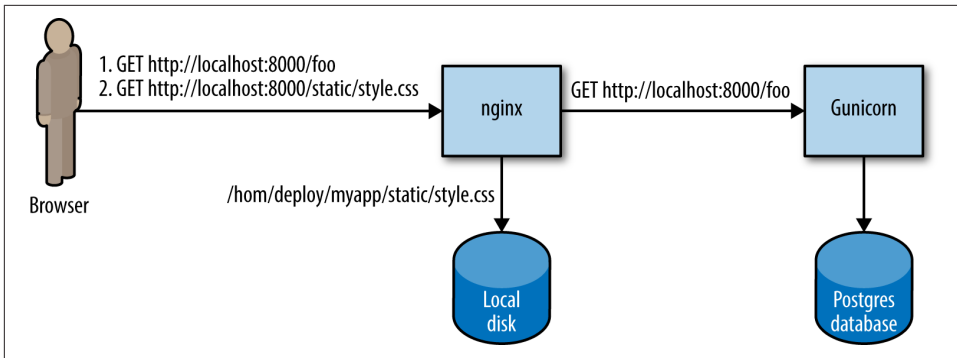 1. GET http://localhost:8000/foo
2. GET http://localhost:8000/static/style.css
nginx
GET http://localhost:8000/foo
Gunicorn
Browser
/hom/deploy/myapp/static/style.css
Local
disk
Postgres
database